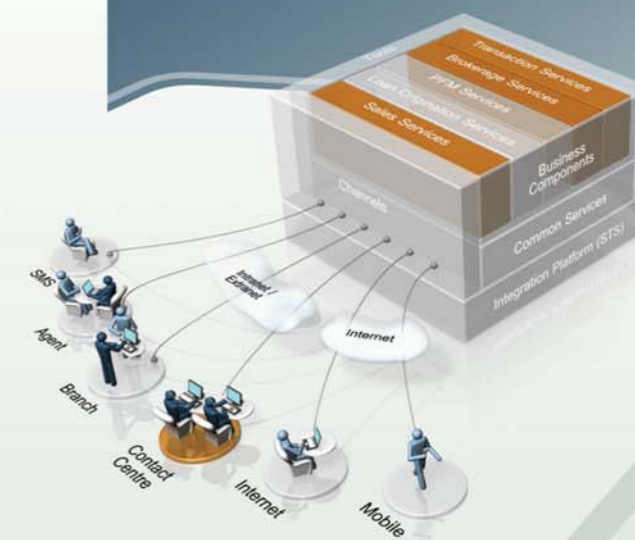 Tools
Transaction Services
Brokerage Services
PFM Services
Loan Origination Services
Sales Services
Business
Components
Channels
Common Services
Integration Platform (STS)
SMS
Intranet /
Extranet
Agent
Internet
Branch
Contact
Centre
Internet
Mobile